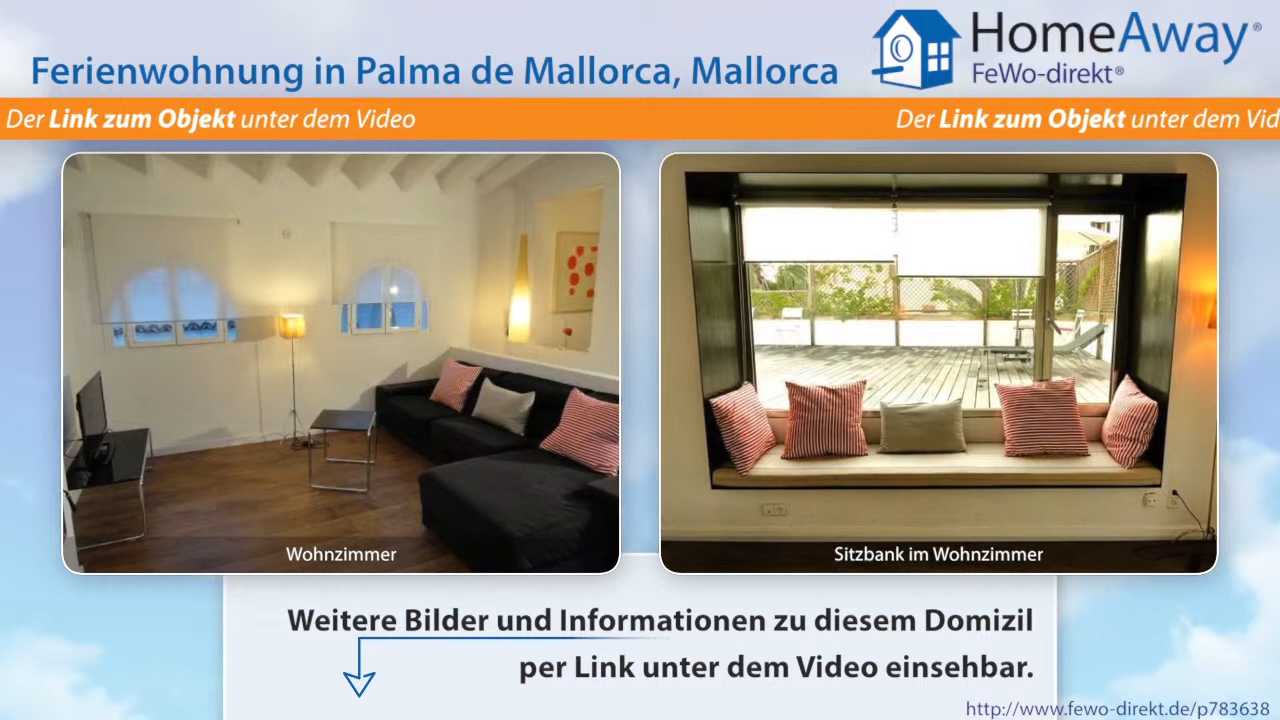 Ferienwohnung in Palma de Mallorca, Mallorca
HomeAway®
FeWo-direkt®
Der Link zum Objekt unter dem Video
Der Link zum Objekt unter dem Vid
Wohnzimmer
Sitzbank im Wohnzimmer
Weitere Bilder und Informationen zu diesem Domizil
per Link unter dem Video einsehbar.
http://www.fewo-direkt.de/p783638